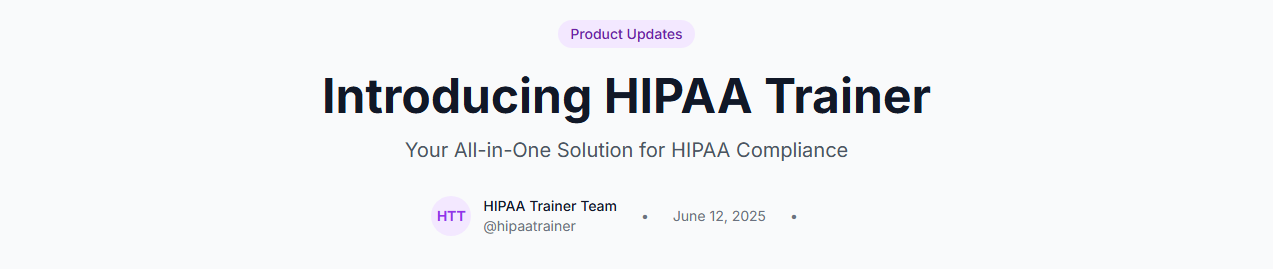 Product Updates
Introducing HIPAA Trainer
Your All-in-One Solution for HIPAA Compliance
HTT
HIPAA Trainer Team
@hipaatrainer
• June 12, 2025 •